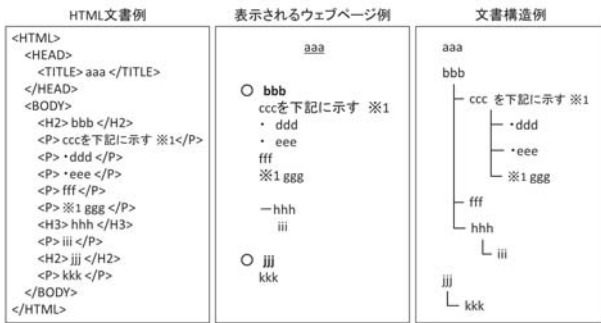 HTML文書例
<HTML>
<HEAD>
<TITLE> aaa </TITLE>
</HEAD>
<BODY>
<H2> bbb </H2>
<P> cccを下記に示す ※1</P>
<P> ・ddd </P>
<P> ・eee </P>
<P> fff </P>
<P> ※1 ggg </P>
<H3> hhh </H3>
<P> iii </P>
<H2> jjj </H2>
<P> kkk </P>
</BODY>
</HTML>
表示されるウェブページ例
aaa
○ bbb
cccを下記に示す ※1
・ ddd
・ eee
fff
※1 ggg
ーhhh
iii
○ jjj
kkk
文書構造例
aaa
bbb
ccc を下記に示す ※1
・ddd
・eee
※1 ggg
fff
hhh
iii
jjj
kkk